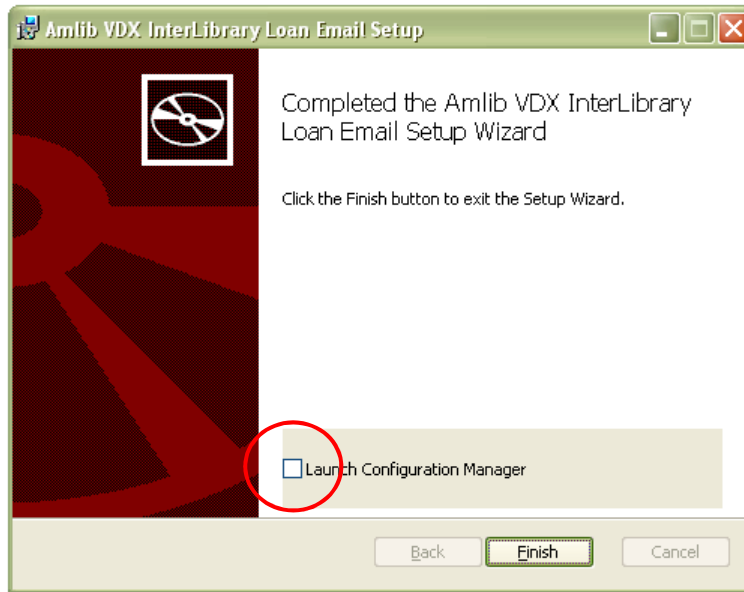 Amlib VDX InterLibrary Loan Email Setup
Completed the Amlib VDX InterLibrary
Loan Email Setup Wizard
Click the Finish button to exit the Setup Wizard.
Launch Configuration Manager
Back Finish Cancel